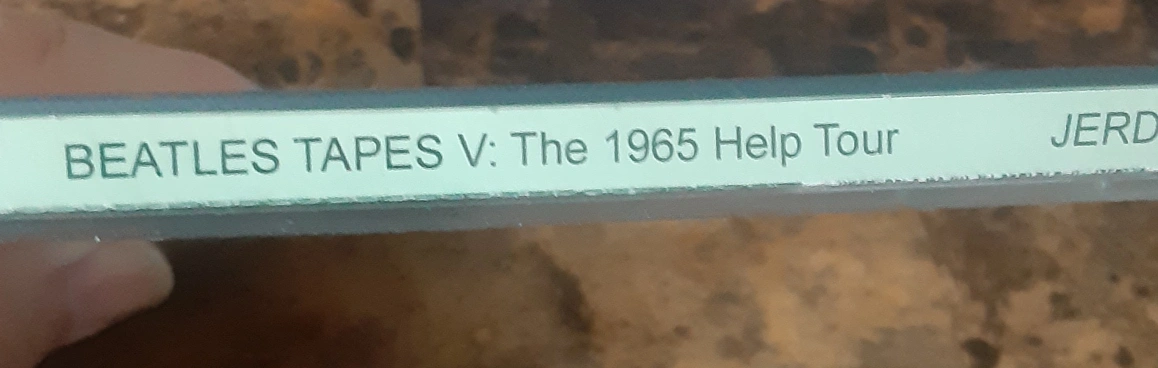 BEATLES TAPES V: The 1965 Help Tour JERD